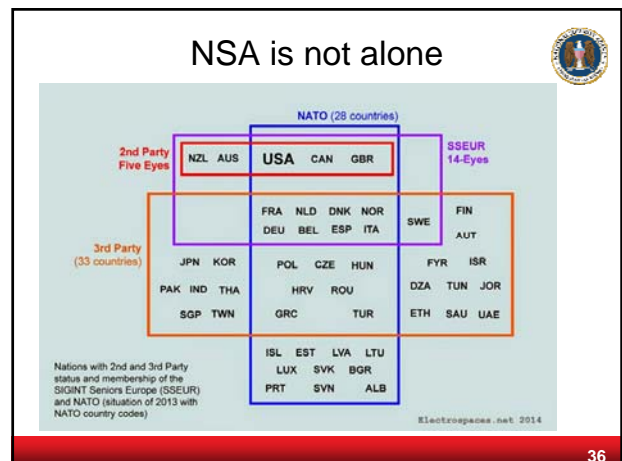 NSA is not alone
NATO (28 countries)
2nd Party
Five Eyes
SSEUR
14-Eyes
NZL AUS USA CAN GBR
FRA NLD DNK NOR
DEU BEL ESP ITA
SWE
FIN
AUT
3rd Party
(33 countries)
JPN KOR
PAK IND THA
SGP TWN
POL CZE HUN
HRV ROU
GRC TUR
FYR ISR
DZA TUN JOR
ETH SAU UAE
ISL EST LVA LTU
LUX SVK BGR
PRT SVN ALB
Nations with 2nd and 3rd Party
status and membership of the
SIGINT Seniors Europe (SSEUR)
and NATO (situation of 2013 with
NATO country codes)
Electrospaces.net 2014
36